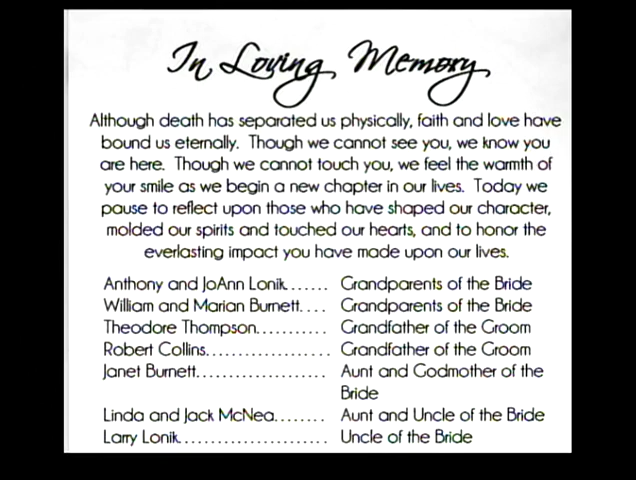 In Loving Memory
Although death has separated us physically, faith and love have
bound us eternally. Though we cannot see you, we know you
are here. Though we cannot touch you, we feel the warmth of
your smile as we begin a new chapter in our lives. Today we
pause to reflect upon those who have shaped our character,
molded our spirits and touched our hearts, and to honor the
everlasting impact you have made upon our lives.
Anthony and JoAnn Lonik...... Grandparents of the Bride
William and Marian Burnett.... Grandparents of the Bride
Theodore Thompson........... Grandfather of the Groom
Robert Collins................... Grandfather of the Groom
Janet Burnett.................... Aunt and Godmother of the
Bride
Linda and Jack McNea........ Aunt and Uncle of the Bride
Larry Lonik....................... Uncle of the Bride